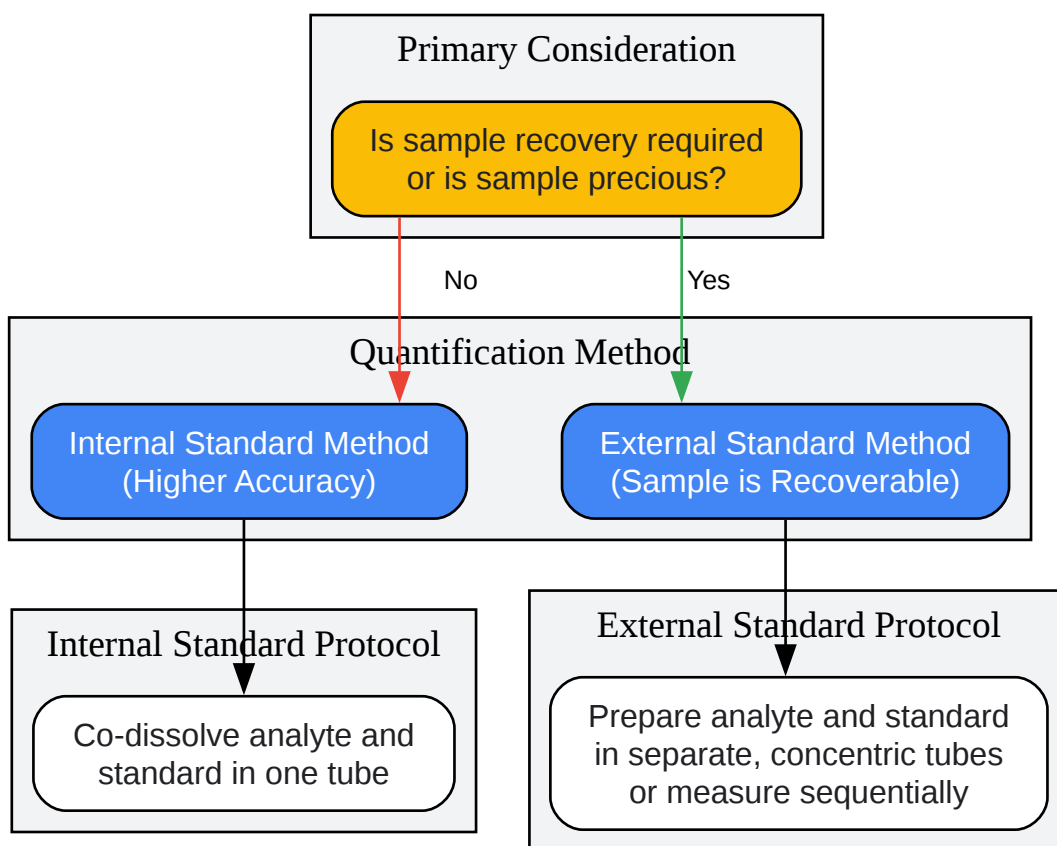 Primary Consideration
Is sample recovery required
or is sample precious?
No
Yes
Quantification Method
Internal Standard Method
(Higher Accuracy)
External Standard Method
(Sample is Recoverable)
Internal Standard Protocol
Co-dissolve analyte and
standard in one tube
External Standard Protocol
Prepare analyte and standard
in separate, concentric tubes
or measure sequentially